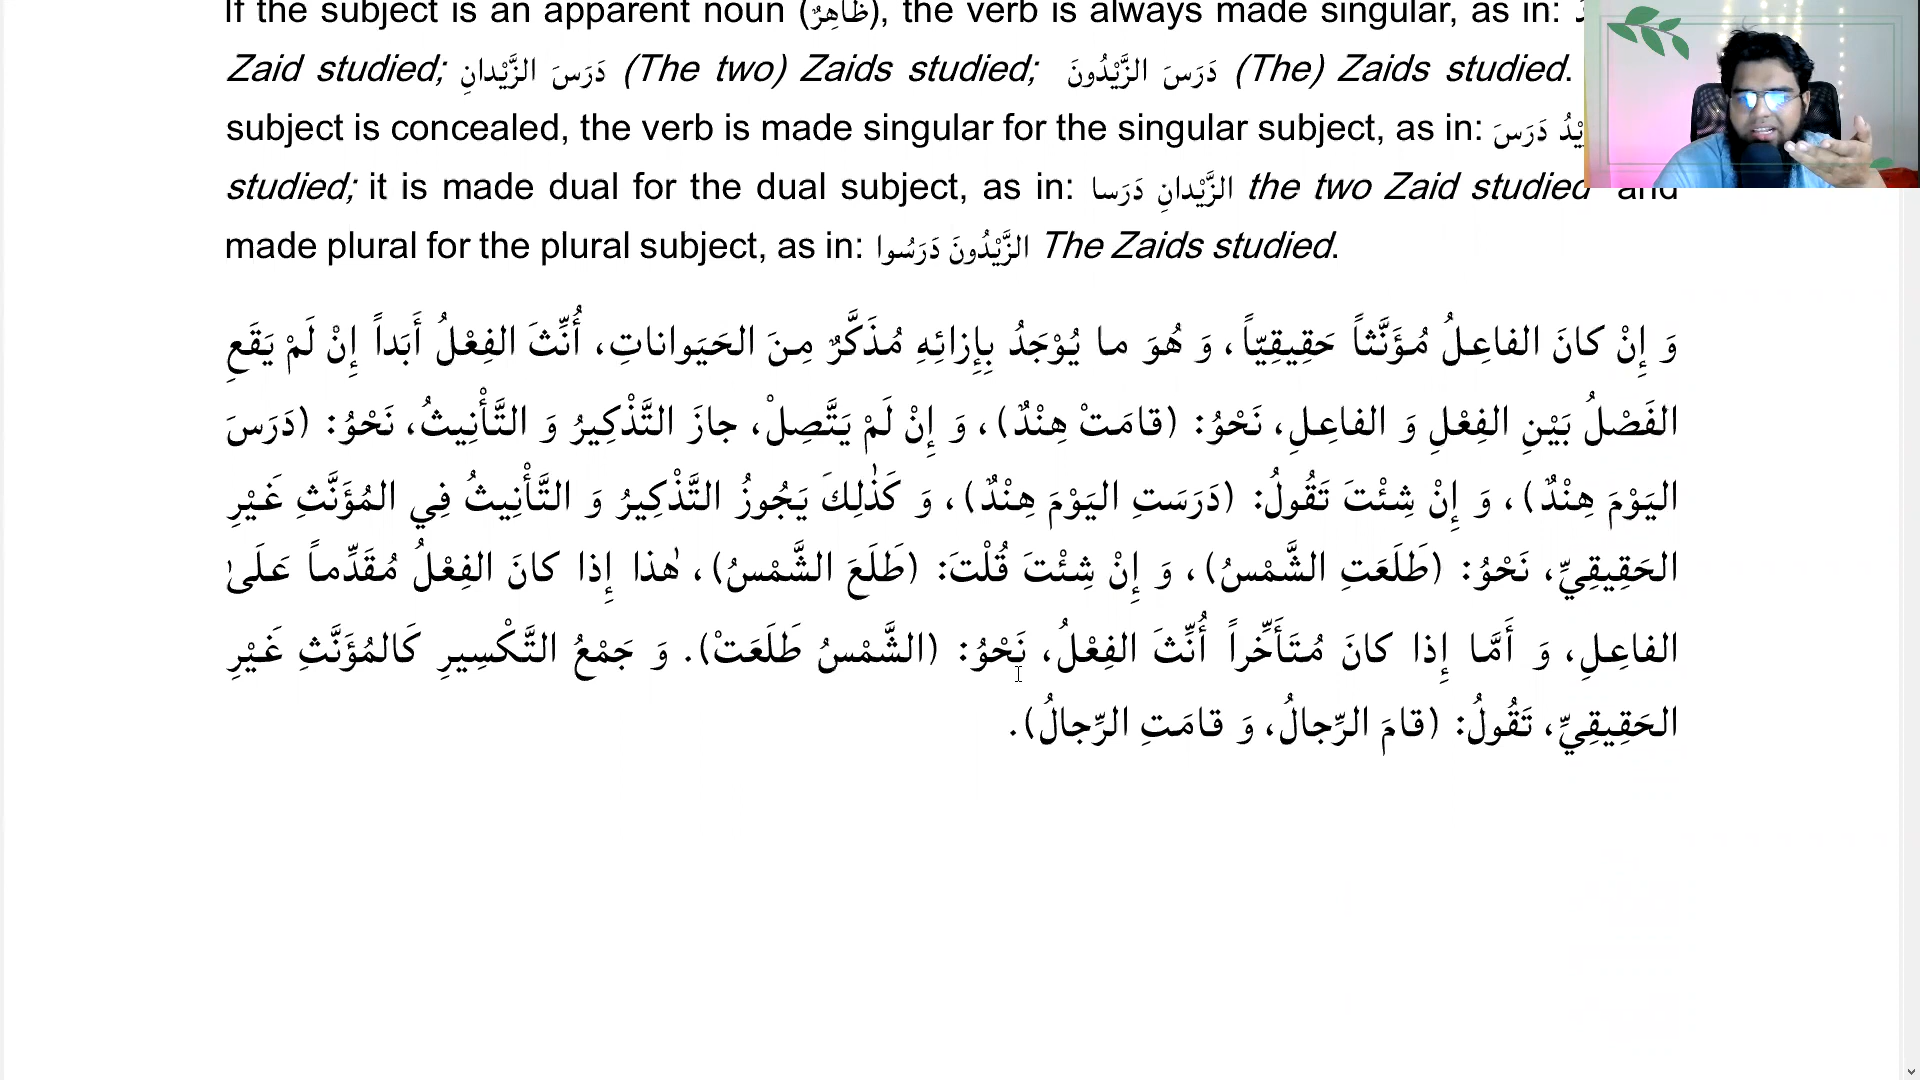 If the subject is an apparent noun (ظَاهِرٌ), the verb is always made singular, as in:
Zaid studied; دَرَسَ الزَّيْدانِ (The two) Zaids studied; دَرَسَ الزَّيْدُونَ (The) Zaids studied.
subject is concealed, the verb is made singular for the singular subject, as in: دَرَسَ
studied; it is made dual for the dual subject, as in: الزَّيْدانِ دَرَسا the two Zaid studied and
made plural for the plural subject, as in: الزَّيْدُونَ دَرَسُوا The Zaids studied.
وَ إِنْ كانَ الفاعِلُ مُؤَنَّثاً حَقِيقِيّاً، وَ هُوَ ما يُوْجَدُ بِإِزائِهِ مُذَكَّرٌ مِنَ الحَيَواناتِ، أُنِّثَ الفِعْلُ أَبَداً إِنْ لَمْ يَقَعِ
الفَصْلُ بَيْنِ الفِعْلِ وَ الفاعِلِ، نَحْوُ: (قامَتْ هِنْدٌ)، وَ إِنْ لَمْ يَتَّصِلْ، جازَ التَّذْكِيرُ وَ التَّأْنِيثُ، نَحْوُ: (دَرَسَ
اليَوْمَ هِنْدٌ)، وَ إِنْ شِئْتَ تَقُولُ: (دَرَسَتِ اليَوْمَ هِنْدٌ)، وَ كَذٰلِكَ يَجُوزُ التَّذْكِيرُ وَ التَّأْنِيثُ فِي المُؤَنَّثِ غَيْرِ
الحَقِيقِيِّ، نَحْوُ: (طَلَعَتِ الشَّمْسُ)، وَ إِنْ شِئْتَ قُلْتَ: (طَلَعَ الشَّمْسُ)، هٰذا إِذا كانَ الفِعْلُ مُقَدِّماً عَلَىٰ
الفاعِلِ، وَ أَمَّا إِذا كانَ مُتَأَخِّراً أُنِّثَ الفِعْلُ، نَحْوُ: (الشَّمْسُ طَلَعَتْ). وَ جَمْعُ التَّكْسِيرِ كَالمُؤَنَّثِ غَيْرِ
الحَقِيقِيِّ، تَقُولُ: (قامَ الرِّجالُ، وَ قامَتِ الرِّجالُ).